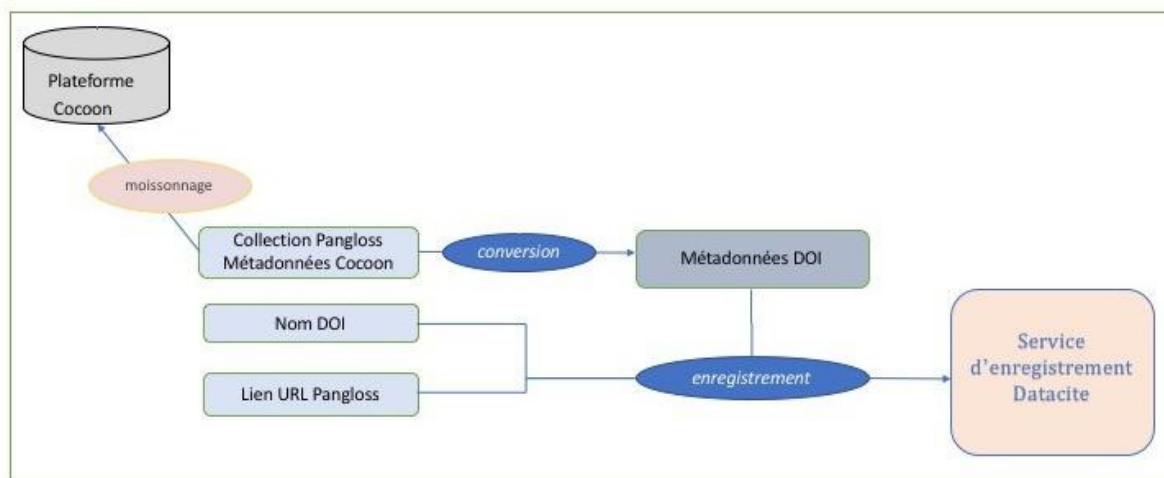 Plateforme
Cocoon
moissonnage
Collection Pangloss
Métadonnées Cocoon
conversion
Métadonnées DOI
Nom DOI
Lien URL Pangloss
enregistrement
Service
d'enregistrement
Datacite